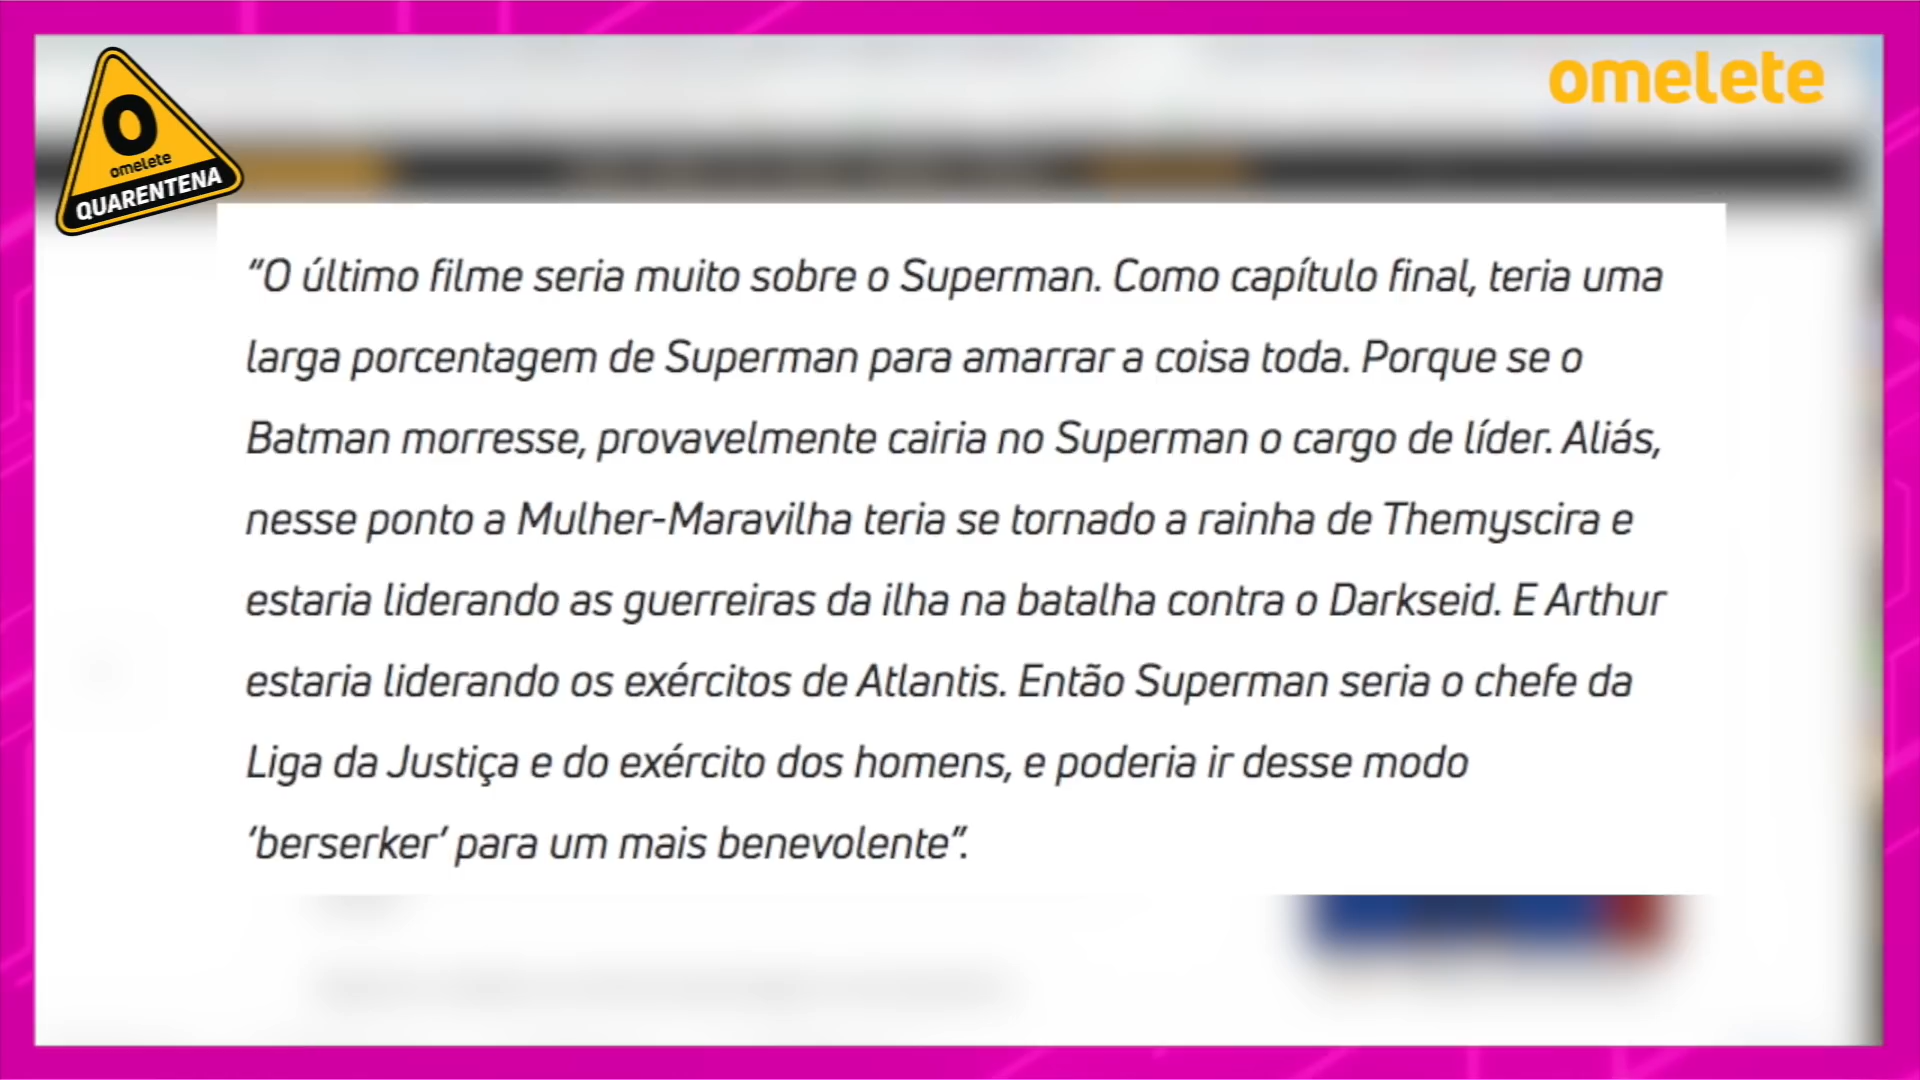 omelete
O
omelete
QUARENTENA
“O último filme seria muito sobre o Superman. Como capítulo final, teria uma
larga porcentagem de Superman para amarrar a coisa toda. Porque se o
Batman morresse, provavelmente cairia no Superman o cargo de líder. Aliás,
nesse ponto a Mulher-Maravilha teria se tornado a rainha de Themyscira e
estaria liderando as guerreiras da ilha na batalha contra o Darkseid. E Arthur
estaria liderando os exércitos de Atlantis. Então Superman seria o chefe da
Liga da Justiça e do exército dos homens, e poderia ir desse modo
‘berserker’ para um mais benevolente”.